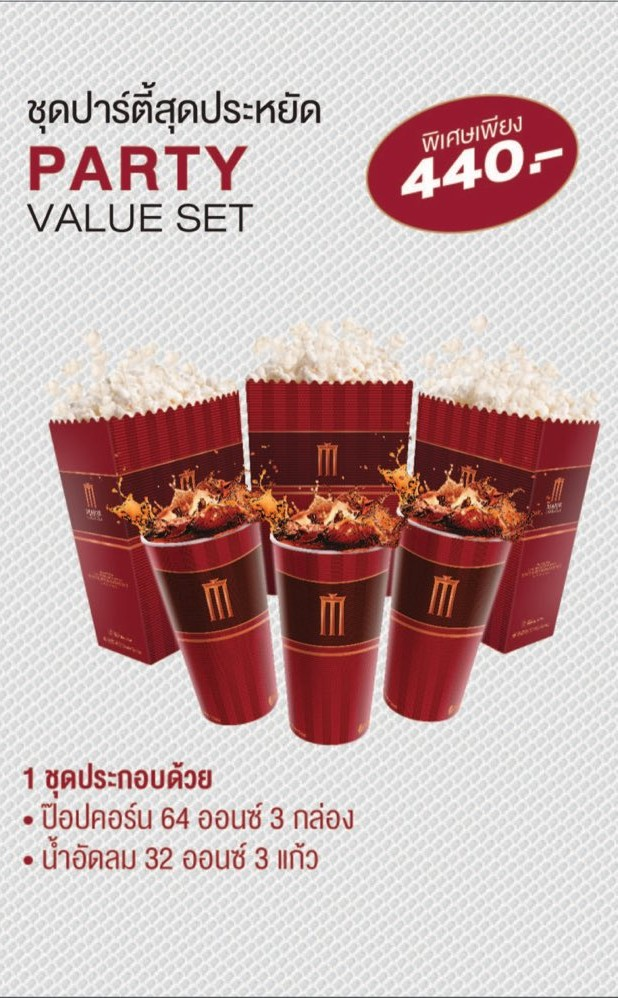 ชุดปาร์ตี้สุดประหยัด
PARTY
VALUE SET
พิเศษเพียง
440.-
1 ชุดประกอบด้วย
• ป๊อปคอร์น 64 ออนซ์ 3 กล่อง
• น้ำอัดลม 32 ออนซ์ 3 แก้ว